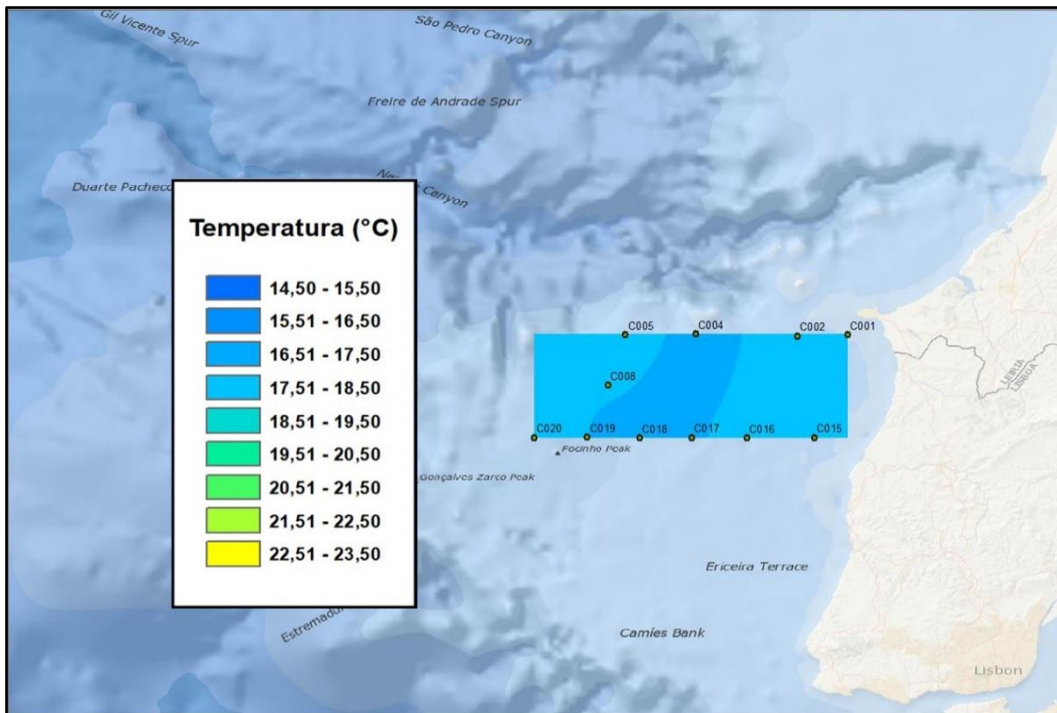 Gil Vicente Spur
São Pedro Canyon
Freire de Andrade Spur
Duarte Pacheco
Canyon
Temperatura (°C)
14,50 - 15,50
15,51 - 16,50
16,51 - 17,50
17,51 - 18,50
18,51 - 19,50
19,51 - 20,50
20,51 - 21,50
21,51 - 22,50
22,51 - 23,50
C005
C004
C002
C001
C008
LEIRIA
LISBOA
C020
C019
C018
C017
C016
C015
Focinho Peak
Gonçalves Zarco Peak
Ericeira Terrace
Estremadu
Camíes Bank
Lisbon